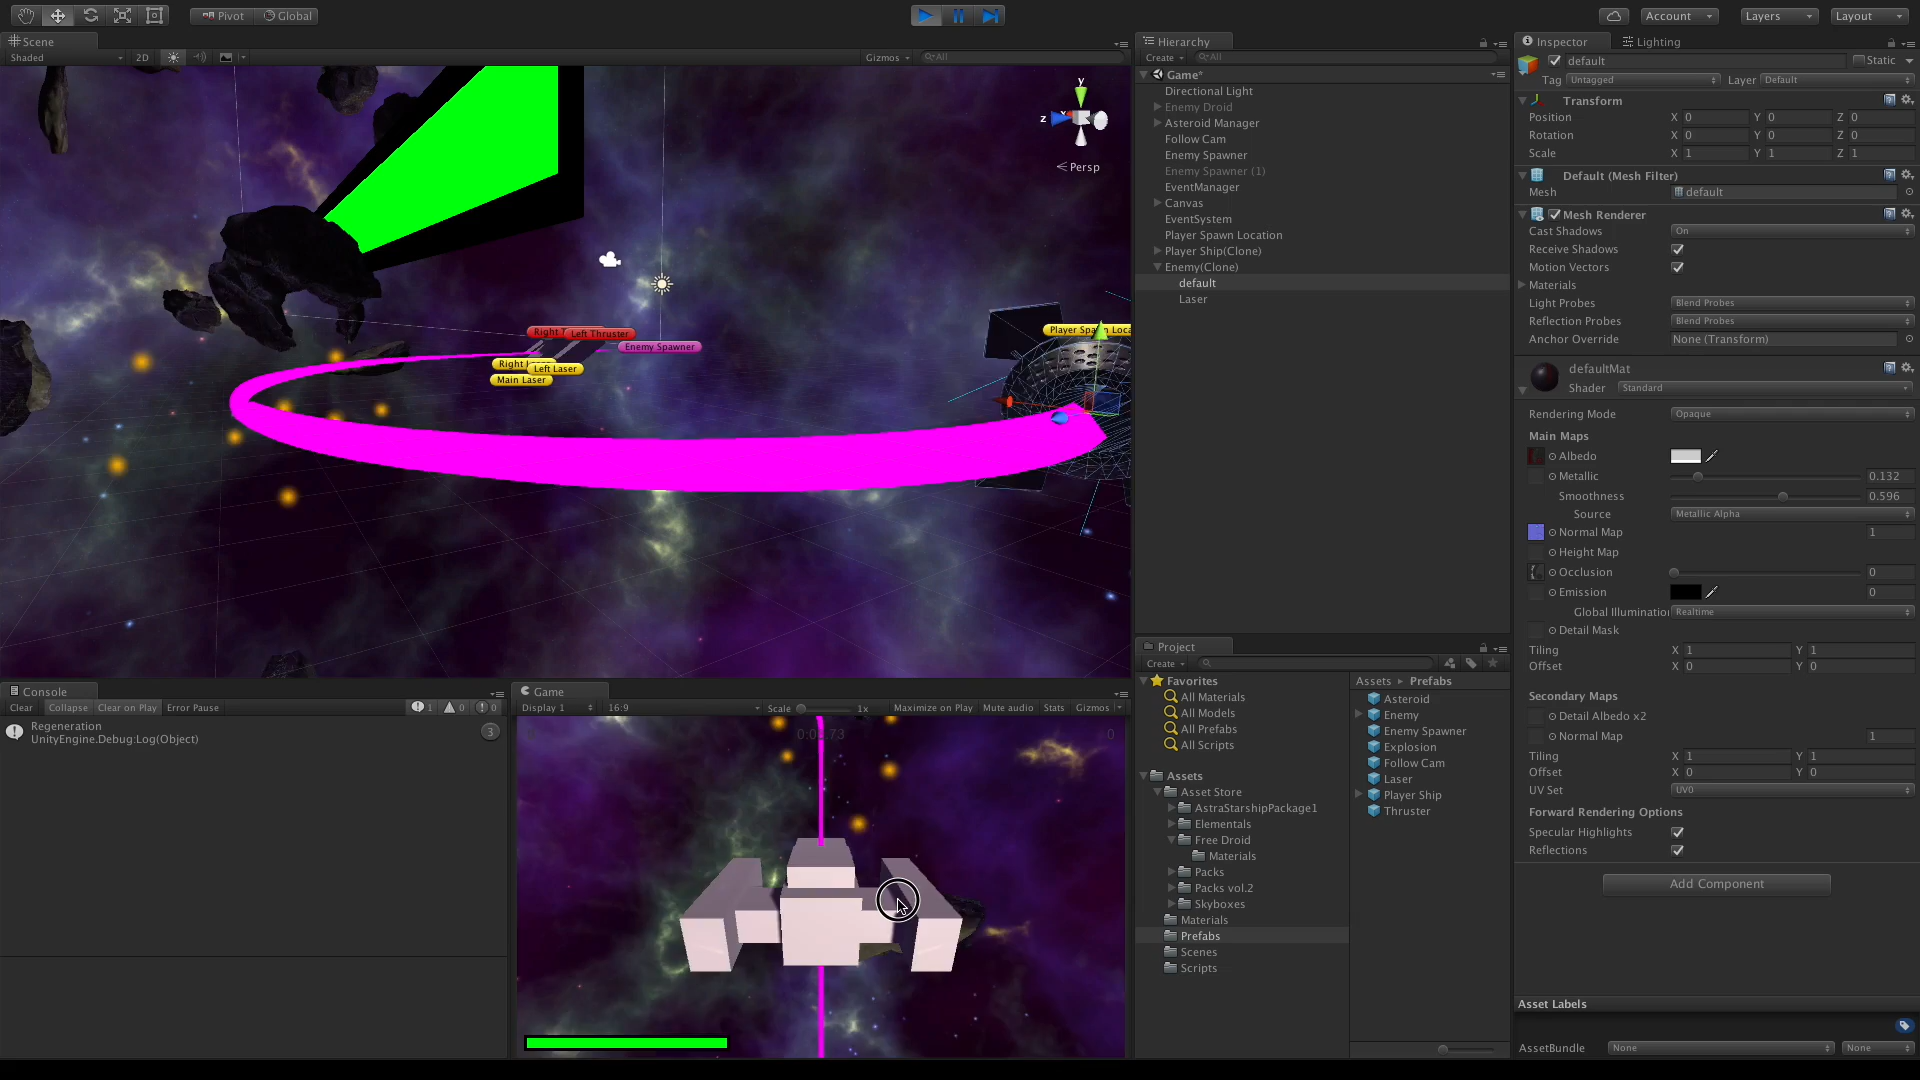 Pivot Global
Account Layers Layout
Scene
Shaded 2D Gizmos All
y
z
Persp
Left Thruster
Enemy Spawner
Left Laser
Main Laser
Hierarchy
Create All
Game*
Directional Light
Enemy Droid
Asteroid Manager
Follow Cam
Enemy Spawner
Enemy Spawner (1)
EventManager
Canvas
EventSystem
Player Spawn Location
Player Ship(Clone)
Enemy(Clone)
default
Laser
Inspector Lighting
default Static
Tag Untagged Layer Default
Transform
Position X 0 Y 0 Z 0
Rotation X 0 Y 0 Z 0
Scale X 1 Y 1 Z 1
Default (Mesh Filter)
Mesh default
Mesh Renderer
Cast Shadows On
Receive Shadows
Motion Vectors
Materials
Light Probes Blend Probes
Reflection Probes Blend Probes
Anchor Override None (Transform)
defaultMat
Shader Standard
Rendering Mode Opaque
Main Maps
Albedo
Metallic 0.132
Smoothness 0.596
Source Metallic Alpha
Normal Map 1
Height Map
Occlusion 0
Emission 0
Global Illumination Realtime
Detail Mask
Tiling X 1 Y 1
Offset X 0 Y 0
Secondary Maps
Detail Albedo x2
Normal Map 1
Tiling X 1 Y 1
Offset X 0 Y 0
UV Set UV0
Forward Rendering Options
Specular Highlights
Reflections
Add Component
Asset Labels
AssetBundle None None
Console
Clear Collapse Clear on Play Error Pause 1 0 0
Regeneration
UnityEngine.Debug:Log(Object)
3
Game
Display 1 16:9 Scale 1x Maximize on Play Mute audio Stats Gizmos
0
Project
Create
Favorites
All Materials
All Models
All Prefabs
All Scripts
Assets
Asset Store
AstraStarshipPackage1
Elementals
Free Droid
Materials
Packs
Packs vol.2
Skyboxes
Materials
Prefabs
Scenes
Scripts
Assets Prefabs
Asteroid
Enemy
Enemy Spawner
Explosion
Follow Cam
Laser
Player Ship
Thruster